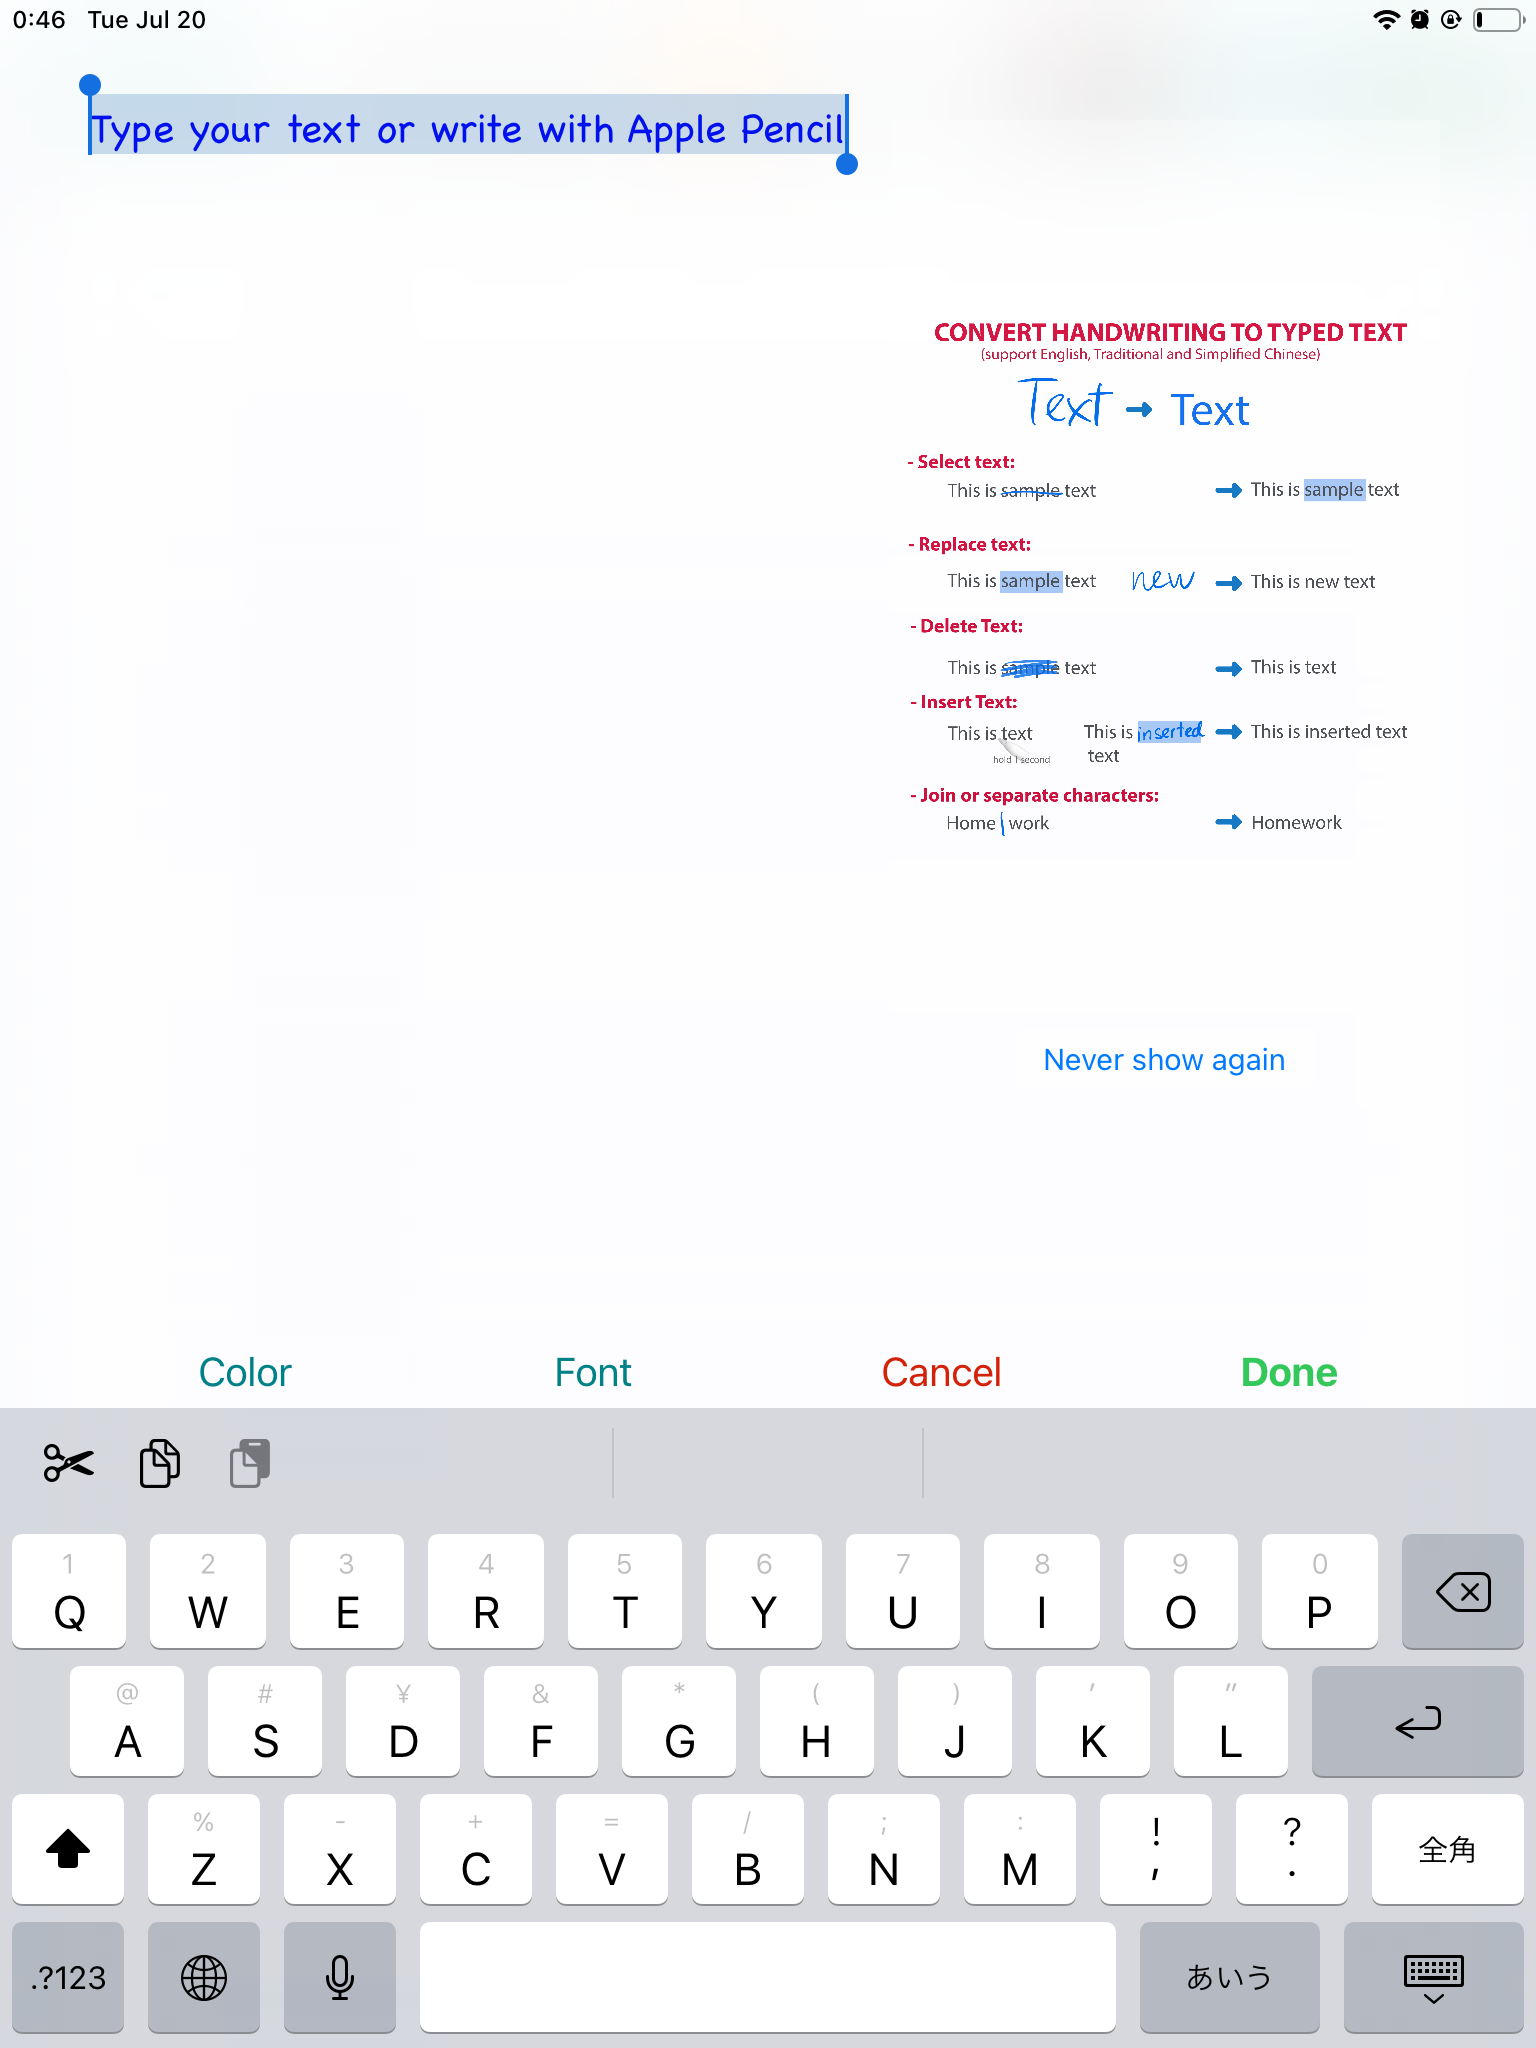 0:46 Tue Jul 20
Type your text or write with Apple Pencil
CONVERT HANDWRITING TO TYPED TEXT
(support English, Traditional and Simplified Chinese)
Text → Text
- Select text:
This is sample text → This is sample text
- Replace text:
This is sample text new → This is new text
- Delete Text:
This is sample text → This is text
- Insert Text:
This is text This is inserted → This is inserted text
text
hold 1 second
- Join or separate characters:
Home | work → Homework
Never show again
Color Font Cancel Done
1 2 3 4 5 6 7 8 9 0
Q W E R T Y U I O P
@ # ¥ & * ( ) ' "
A S D F G H J K L
% - + = / ; : ! ?
Z X C V B N M , . 全角
.?123 あいう